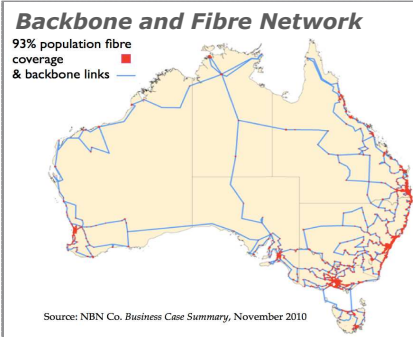 Backbone and Fibre Network
93% population fibre
coverage
& backbone links
Source: NBN Co. Business Case Summary, November 2010